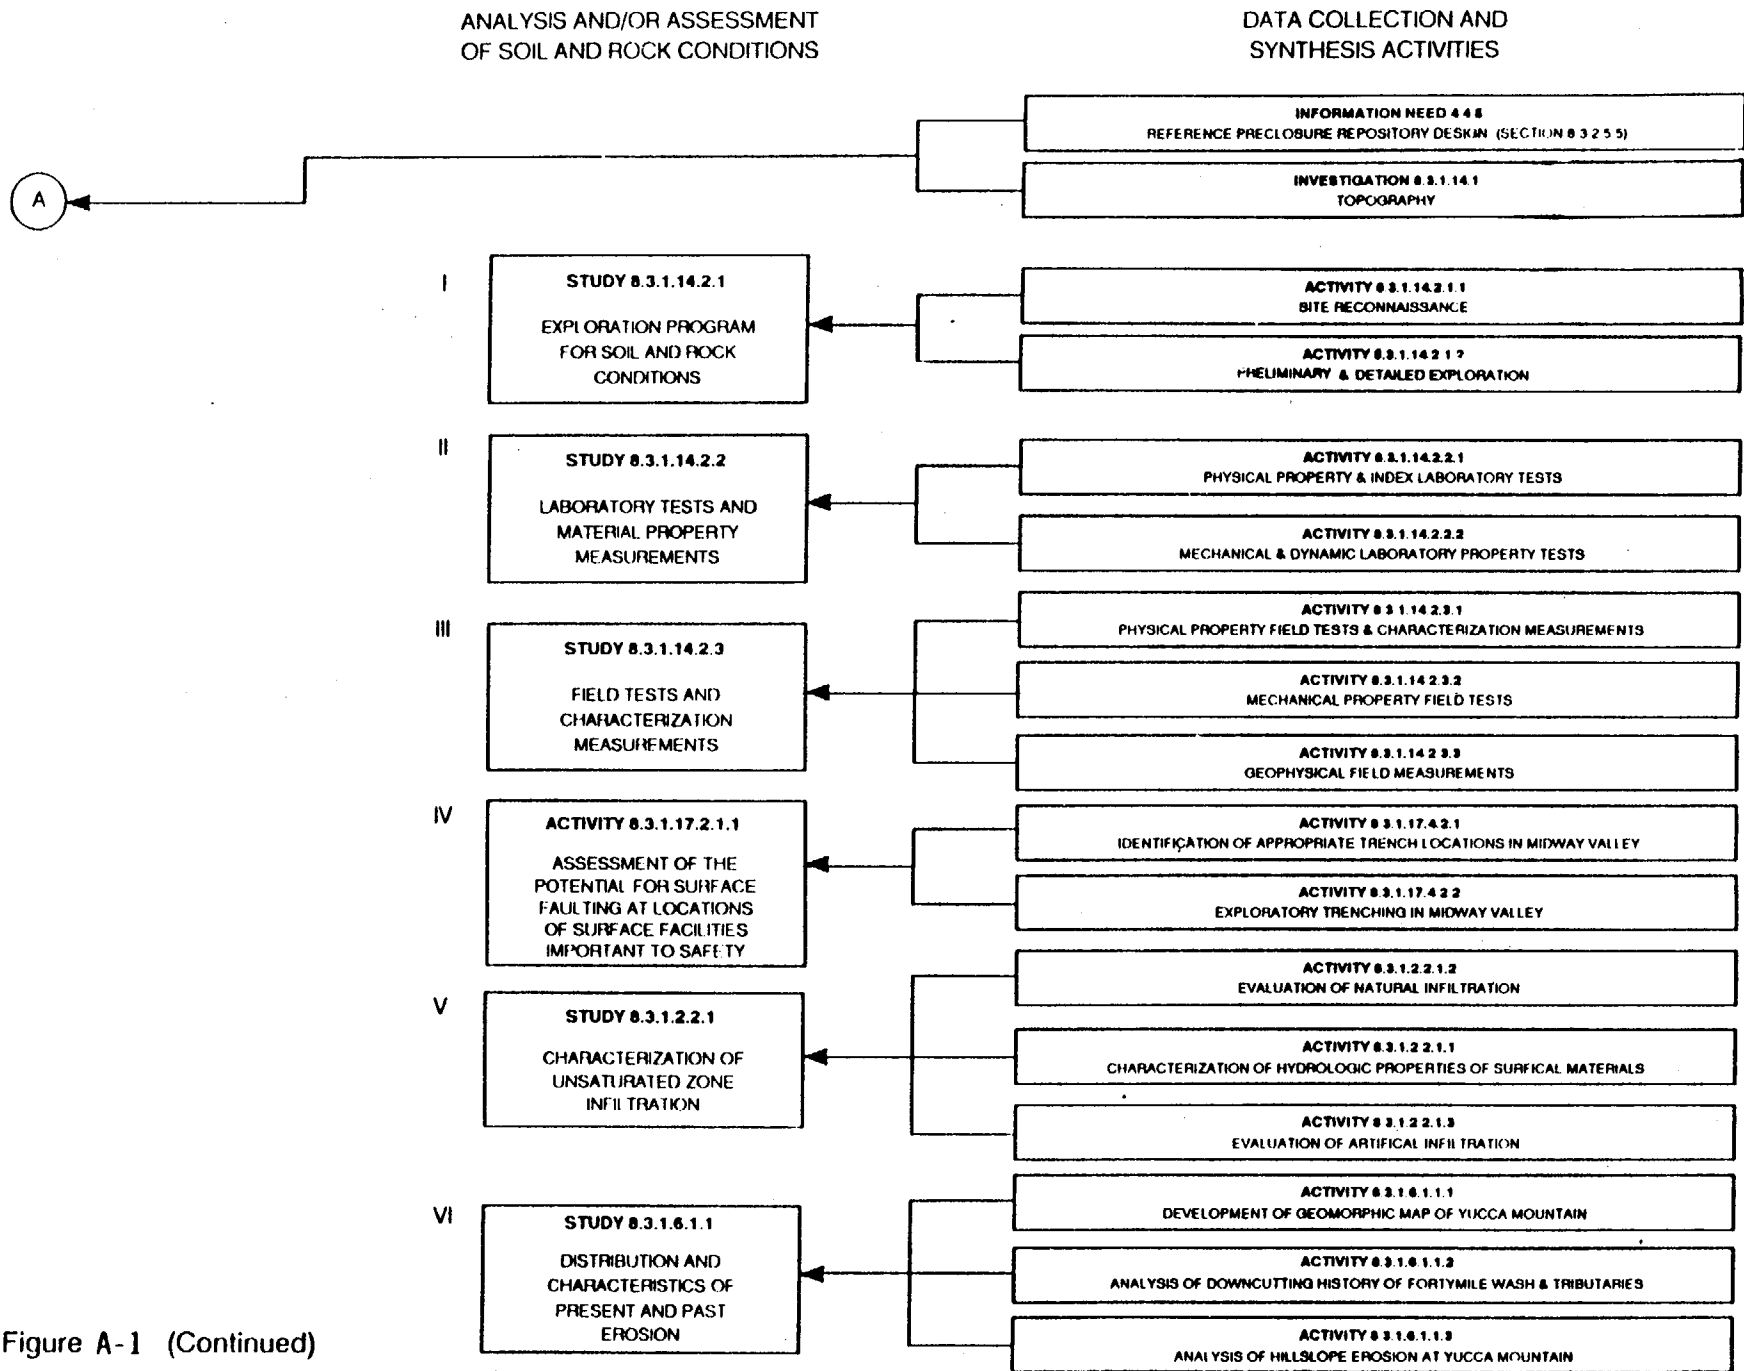 ANALYSIS AND/OR ASSESSMENT
OF SOIL AND ROCK CONDITIONS
DATA COLLECTION AND
SYNTHESIS ACTIVITIES
INFORMATION NEED 4 4 5
REFERENCE PRECLOSURE REPOSITORY DESIGN (SECTION 8 3 2 5 5)
INVESTIGATION 8.3.1.14.1
TOPOGRAPHY
A
I
STUDY 8.3.1.14.2.1
EXPLORATION PROGRAM
FOR SOIL AND ROCK
CONDITIONS
ACTIVITY 8 3.1.14.2.1.1
SITE RECONNAISSANCE
ACTIVITY 8.3.1.14 2 1 2
PRELIMINARY & DETAILED EXPLORATION
II
STUDY 8.3.1.14.2.2
LABORATORY TESTS AND
MATERIAL PROPERTY
MEASUREMENTS
ACTIVITY 8.3.1.14.2.2.1
PHYSICAL PROPERTY & INDEX LABORATORY TESTS
ACTIVITY 8.3.1.14.2.2.2
MECHANICAL & DYNAMIC LABORATORY PROPERTY TESTS
III
STUDY 8.3.1.14.2.3
FIELD TESTS AND
CHARACTERIZATION
MEASUREMENTS
ACTIVITY 8 3 1.14 2.3.1
PHYSICAL PROPERTY FIELD TESTS & CHARACTERIZATION MEASUREMENTS
ACTIVITY 8.3.1.14 2.3.2
MECHANICAL PROPERTY FIELD TESTS
ACTIVITY 8.3.1.14 2 3.3
GEOPHYSICAL FIELD MEASUREMENTS
IV
ACTIVITY 8.3.1.17.2.1.1
ASSESSMENT OF THE
POTENTIAL FOR SURFACE
FAULTING AT LOCATIONS
OF SURFACE FACILITIES
IMPORTANT TO SAFETY
ACTIVITY 8 3.1.17.4.2.1
IDENTIFICATION OF APPROPRIATE TRENCH LOCATIONS IN MIDWAY VALLEY
ACTIVITY 8.3.1.17.4 2 2
EXPLORATORY TRENCHING IN MIDWAY VALLEY
V
STUDY 8.3.1.2.2.1
CHARACTERIZATION OF
UNSATURATED ZONE
INFILTRATION
ACTIVITY 8.3.1.2.2.1.2
EVALUATION OF NATURAL INFILTRATION
ACTIVITY 8.3.1.2 2.1.1
CHARACTERIZATION OF HYDROLOGIC PROPERTIES OF SURFICAL MATERIALS
ACTIVITY 8 3.1.2 2.1.3
EVALUATION OF ARTIFICAL INFILTRATION
VI
STUDY 8.3.1.6.1.1
DISTRIBUTION AND
CHARACTERISTICS OF
PRESENT AND PAST
EROSION
ACTIVITY 8 3.1.6.1.1.1
DEVELOPMENT OF GEOMORPHIC MAP OF YUCCA MOUNTAIN
ACTIVITY 8.3.1.6.1.1.2
ANALYSIS OF DOWNCUTTING HISTORY OF FORTYMILE WASH & TRIBUTARIES
ACTIVITY 8 3.1.6.1.1.3
ANALYSIS OF HILLSLOPE EROSION AT YUCCA MOUNTAIN
Figure A-1 (Continued)